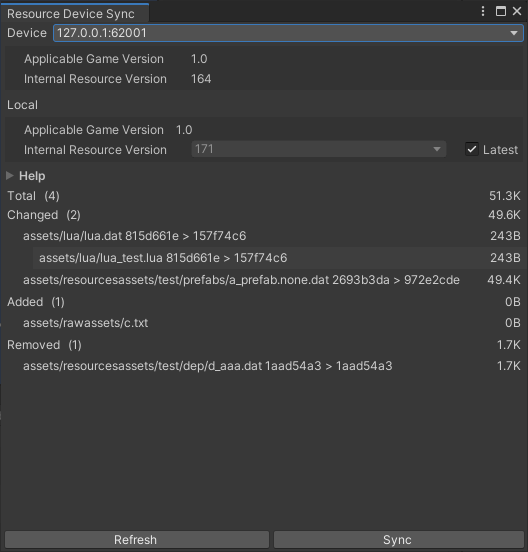 Resource Device Sync
Device 127.0.0.1:62001
Applicable Game Version 1.0
Internal Resource Version 164
Local
Applicable Game Version 1.0
Internal Resource Version 171 Latest
Help
Total (4) 51.3K
Changed (2) 49.6K
assets/lua/lua.dat 815d661e > 157f74c6 243B
assets/lua/lua_test.lua 815d661e > 157f74c6 243B
assets/resourcesassets/test/prefabs/a_prefab.none.dat 2693b3da > 972e2cde 49.4K
Added (1) 0B
assets/rawassets/c.txt 0B
Removed (1) 1.7K
assets/resourcesassets/test/dep/d_aaa.dat 1aad54a3 > 1aad54a3 1.7K
Refresh Sync